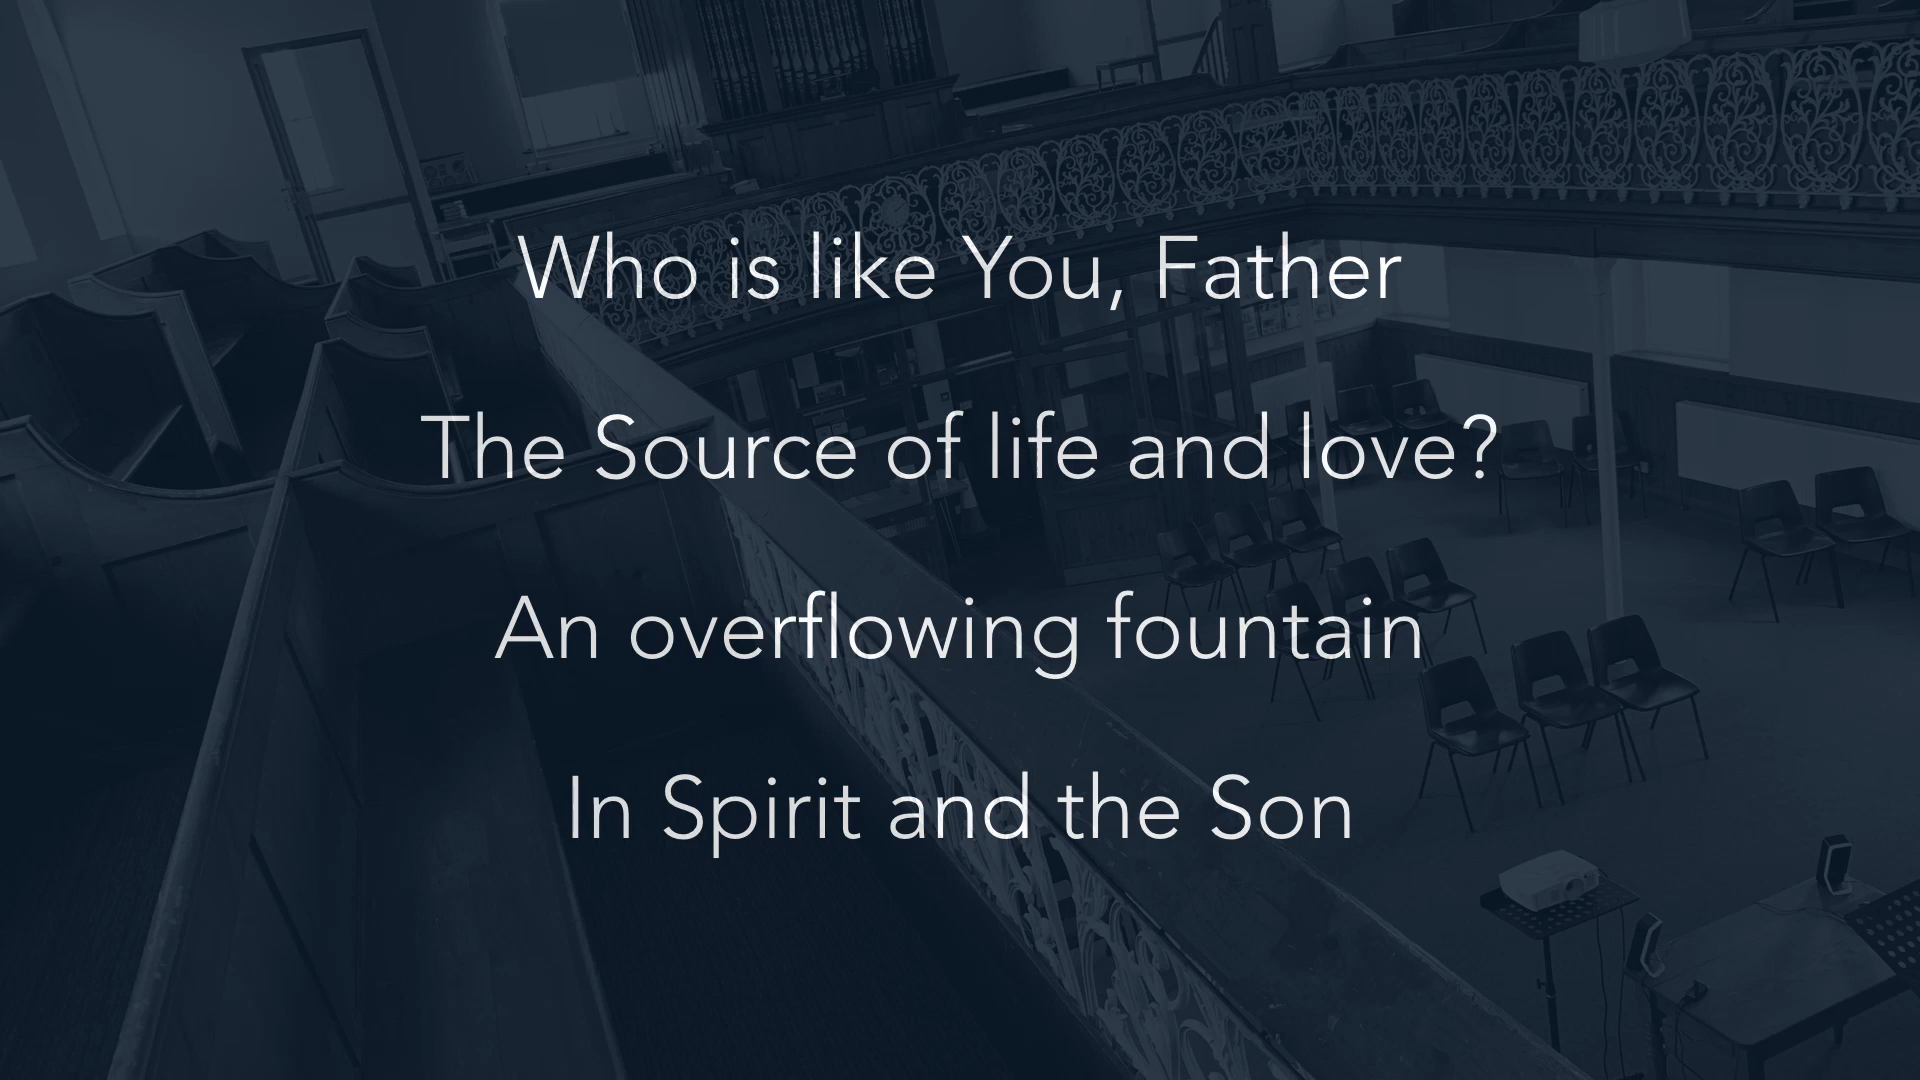 Who is like You, Father
The Source of life and love?
An overflowing fountain
In Spirit and the Son